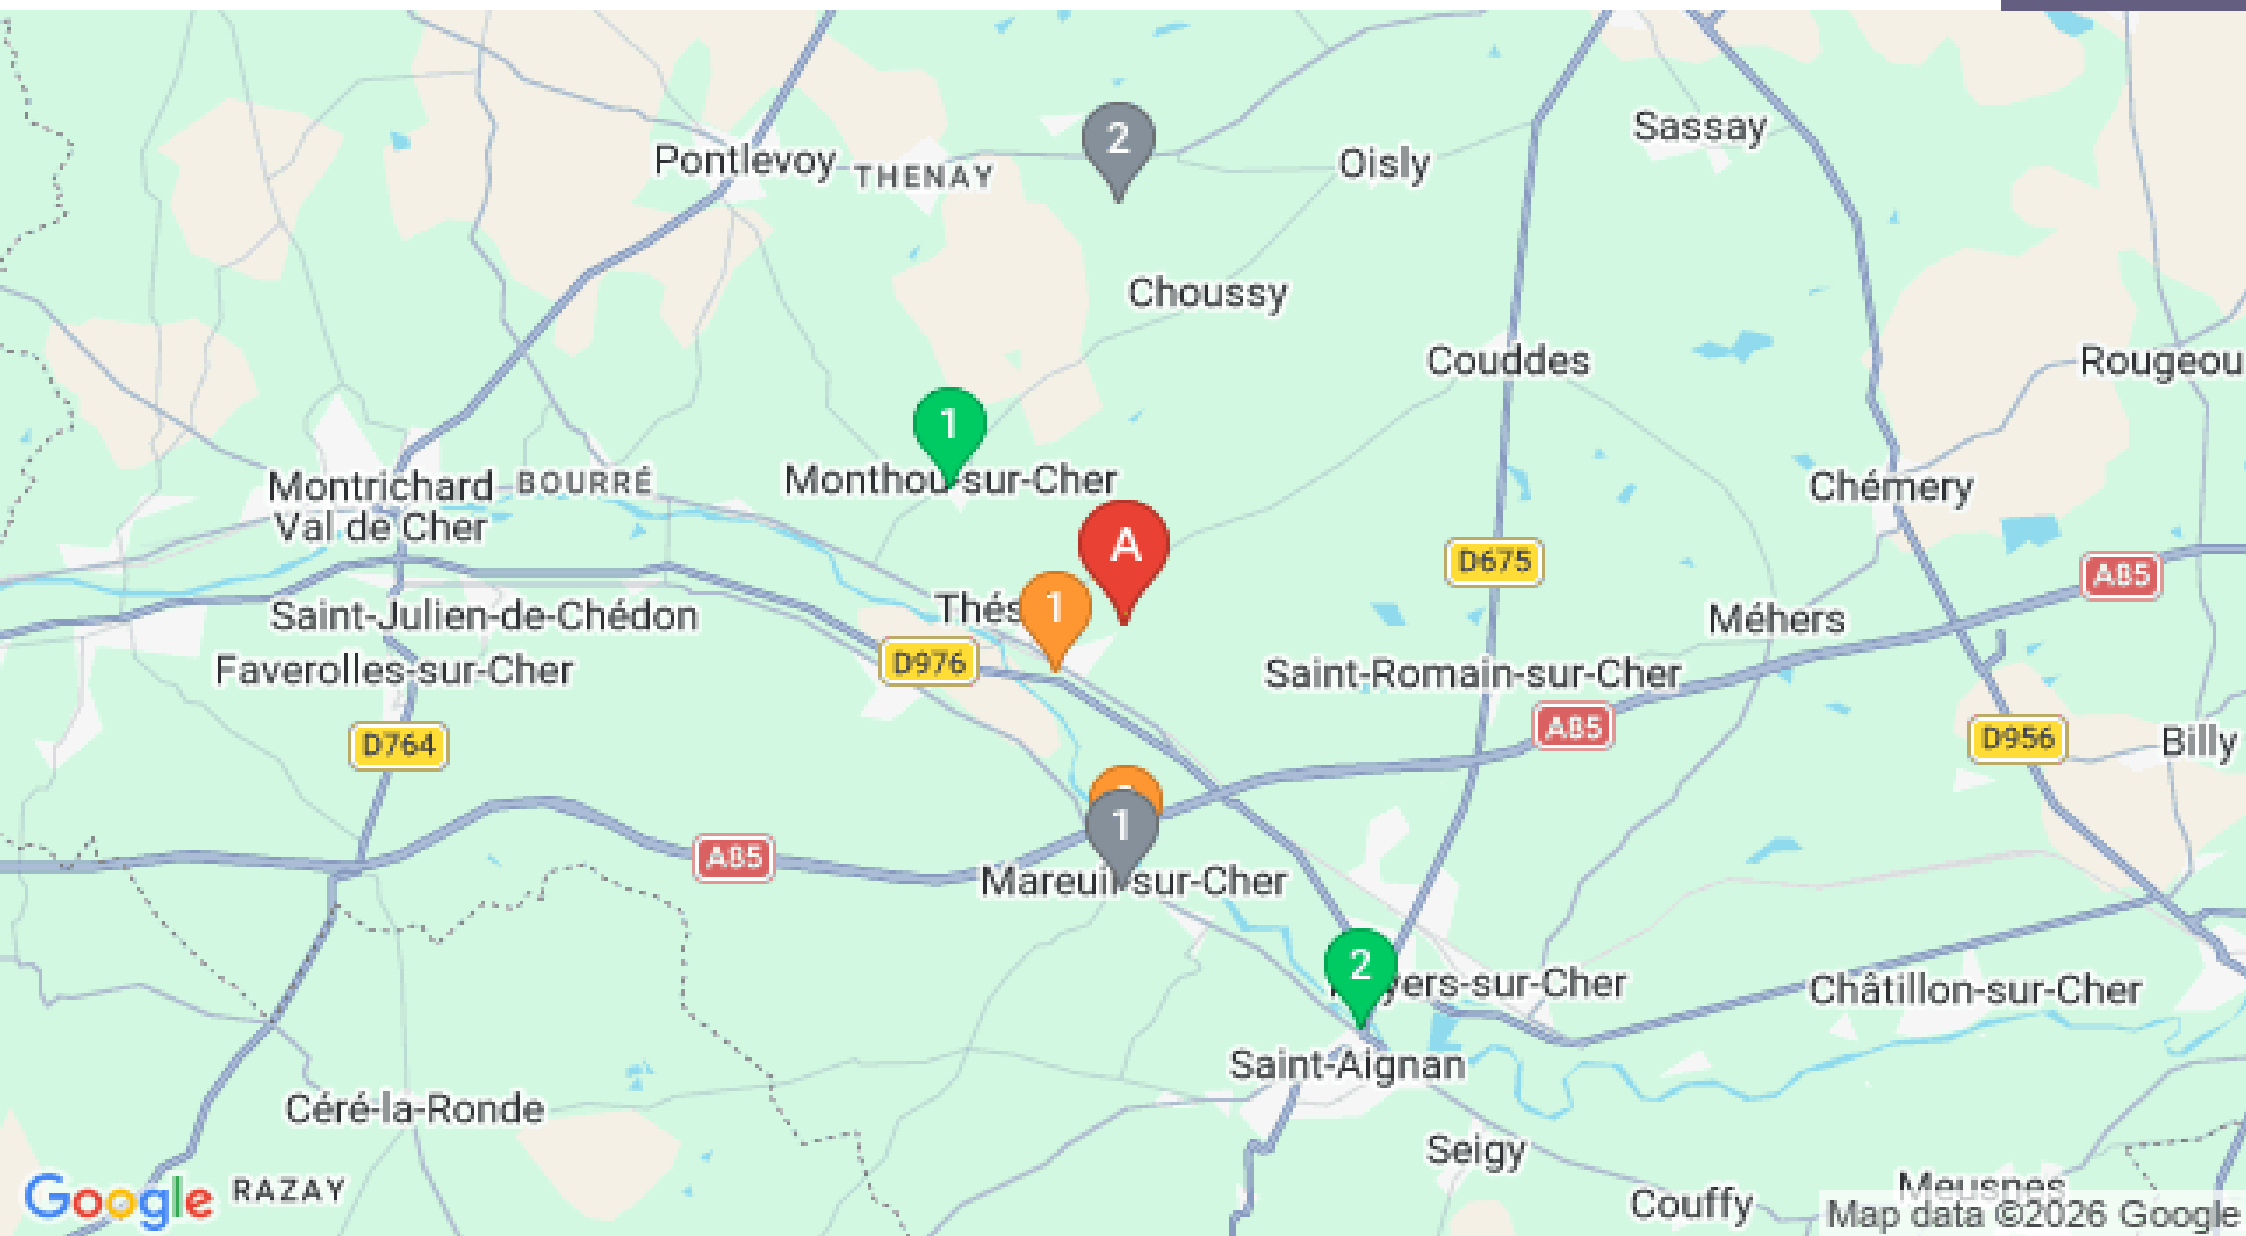 2
Sassay
Pontlevoy
THENAY
Oisly
Choussy
Couddes
Rougeou
1
Montrichard
Val de Cher
BOURRÉ
Monthou-sur-Cher
Chémery
A
D675
A85
Thés
1
Saint-Julien-de-Chédon
Méhers
D976
Faverolles-sur-Cher
Saint-Romain-sur-Cher
A85
D764
D956
Billy
1
A85
Mareuil-sur-Cher
2
yers-sur-Cher
Châtillon-sur-Cher
Saint-Aignan
Céré-la-Ronde
Seigy
Google
RAZAY
Couffy
Meusnes
Map data ©2026 Google